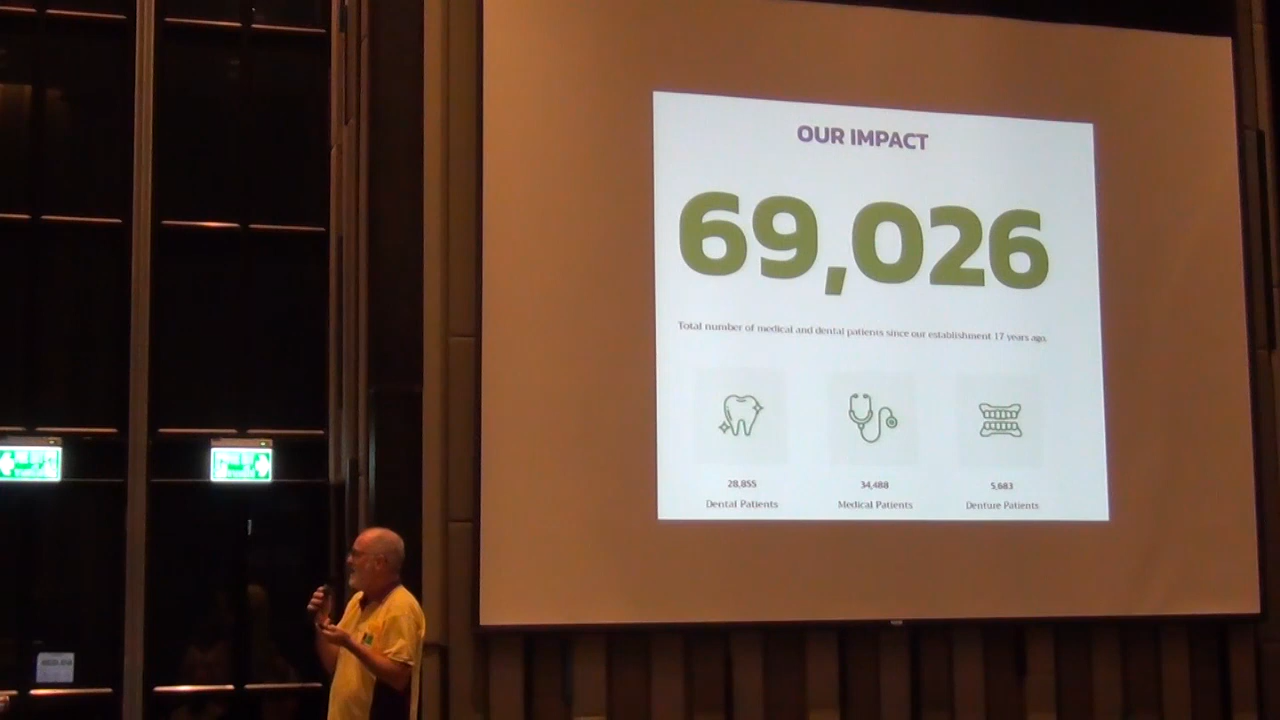 OUR IMPACT
69,026
Total number of medical and dental patients since our establishment 17 years ago.
28,855
Dental Patients
34,488
Medical Patients
5,683
Denture Patients